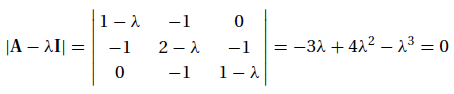 |A − λI| = | 1 − λ −1 0 | = −3λ + 4λ² − λ³ = 0
| −1 2 − λ −1 |
| 0 −1 1 − λ |